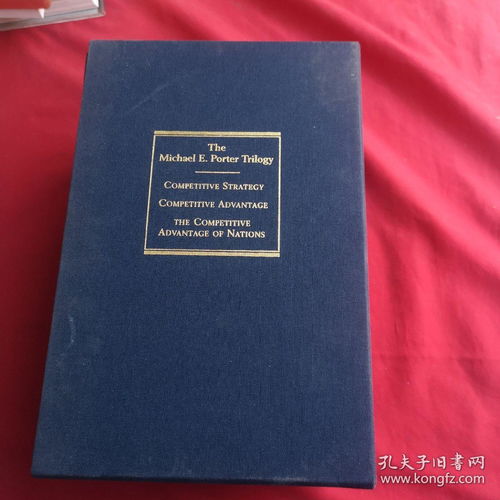 The
Michael E. Porter Trilogy
COMPETITIVE STRATEGY
COMPETITIVE ADVANTAGE
THE COMPETITIVE
ADVANTAGE OF NATIONS
孔夫子旧书网
www.kongfz.com